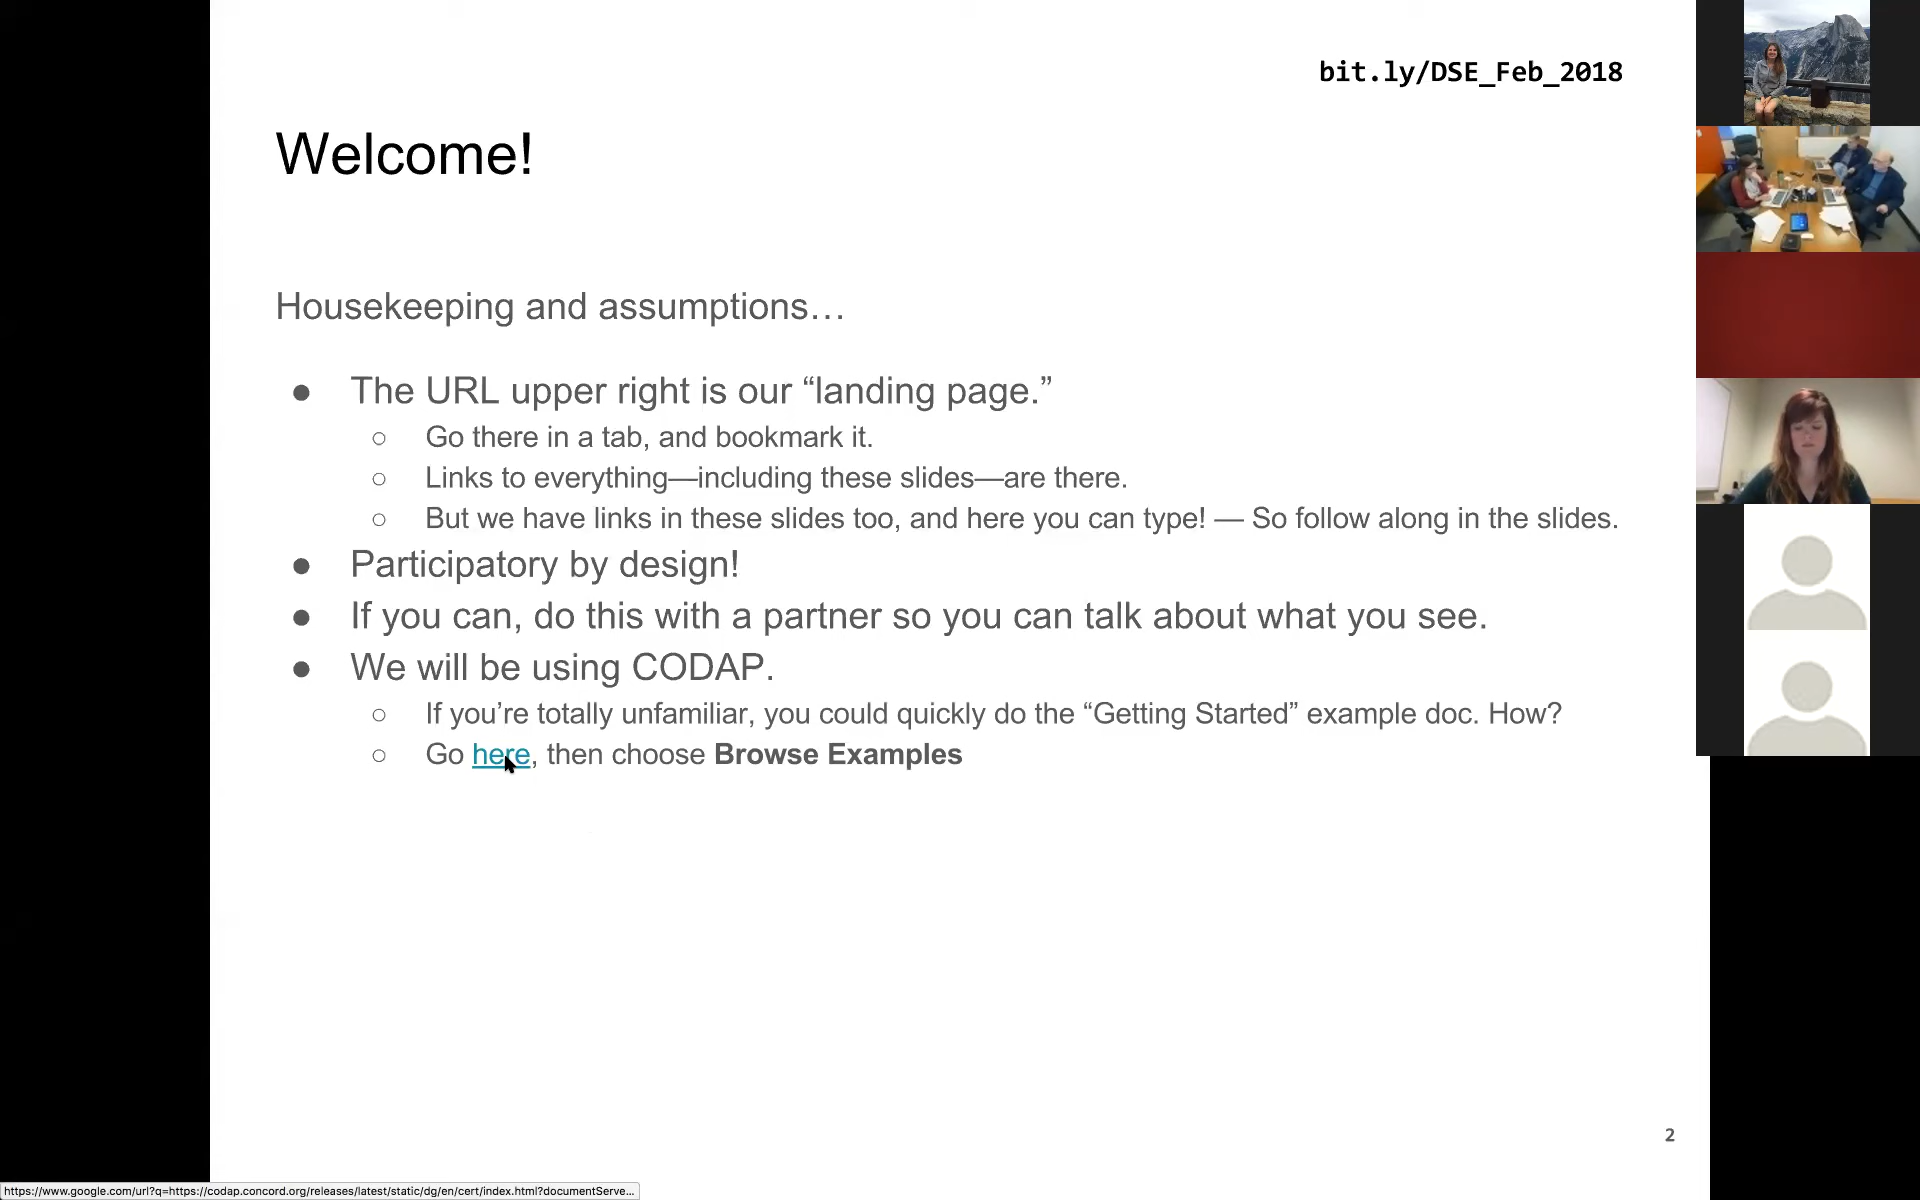 bit.ly/DSE_Feb_2018
Welcome!
Housekeeping and assumptions…
● The URL upper right is our “landing page.”
○ Go there in a tab, and bookmark it.
○ Links to everything—including these slides—are there.
○ But we have links in these slides too, and here you can type! — So follow along in the slides.
● Participatory by design!
● If you can, do this with a partner so you can talk about what you see.
● We will be using CODAP.
○ If you’re totally unfamiliar, you could quickly do the “Getting Started” example doc. How?
○ Go here, then choose Browse Examples
2
https://www.google.com/url?q=https://codap.concord.org/releases/latest/static/dg/en/cert/index.html?documentServe...